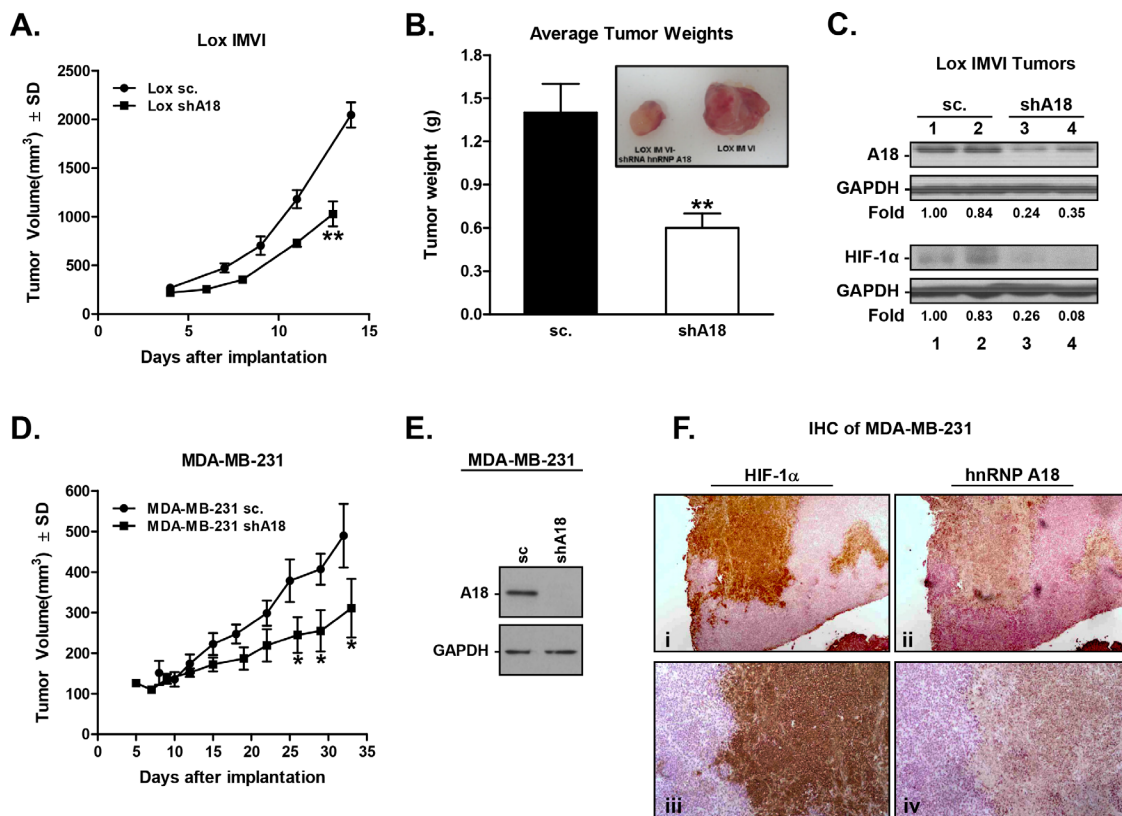 A.
Lox IMVI
Tumor Volume(mm³) ± SD
2500
2000
1500
1000
500
0
Lox sc.
Lox shA18
**
0 5 10 15
Days after implantation
B.
Average Tumor Weights
Tumor weight (g)
1.8
1.5
1.2
0.9
0.6
0.3
0.0
LOX IM VI-
shRNA hnRNP A18
LOX IM VI
**
sc. shA18
C.
Lox IMVI Tumors
sc. shA18
1 2 3 4
A18
GAPDH
Fold 1.00 0.84 0.24 0.35
HIF-1α
GAPDH
Fold 1.00 0.83 0.26 0.08
1 2 3 4
D.
MDA-MB-231
Tumor Volume(mm³) ± SD
600
500
400
300
200
100
0
MDA-MB-231 sc.
MDA-MB-231 shA18
* * *
0 5 10 15 20 25 30 35
Days after implantation
E.
MDA-MB-231
sc shA18
A18
GAPDH
F.
IHC of MDA-MB-231
HIF-1α hnRNP A18
i ii
iii iv